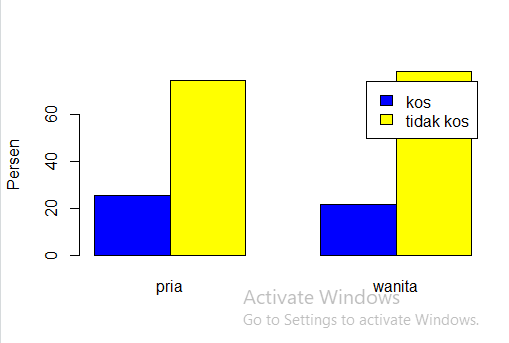 Persen
60
40
20
0
kos
tidak kos
pria
wanita
Activate Windows
Go to Settings to activate Windows.